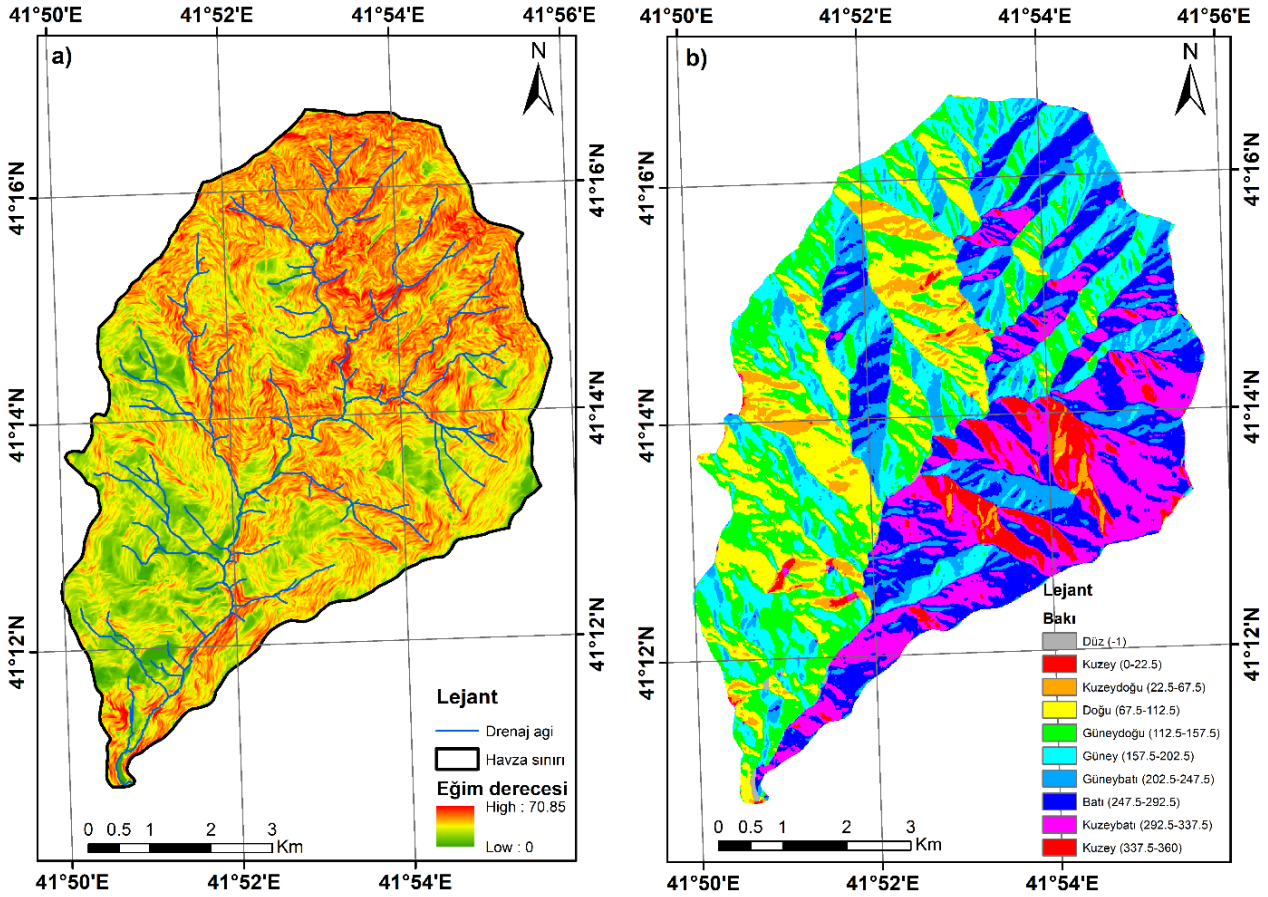 41°50'E 41°52'E 41°54'E 41°56'E
a)
N
41°16'N
41°14'N
41°12'N
41°16'N
41°14'N
41°12'N
Lejant
Drenaj agi
Havza sınırı
Eğim derecesi
High : 70.85
Low : 0
0 0.5 1 2 3
Km
41°50'E 41°52'E 41°54'E
41°50'E 41°52'E 41°54'E 41°56'E
b)
N
41°16'N
41°14'N
41°12'N
41°16'N
41°14'N
41°12'N
Lejant
Bakı
Düz (-1)
Kuzey (0-22.5)
Kuzeydoğu (22.5-67.5)
Doğu (67.5-112.5)
Güneydoğu (112.5-157.5)
Güney (157.5-202.5)
Güneybatı (202.5-247.5)
Batı (247.5-292.5)
Kuzeybatı (292.5-337.5)
Kuzey (337.5-360)
0 0.5 1 2 3
Km
41°50'E 41°52'E 41°54'E